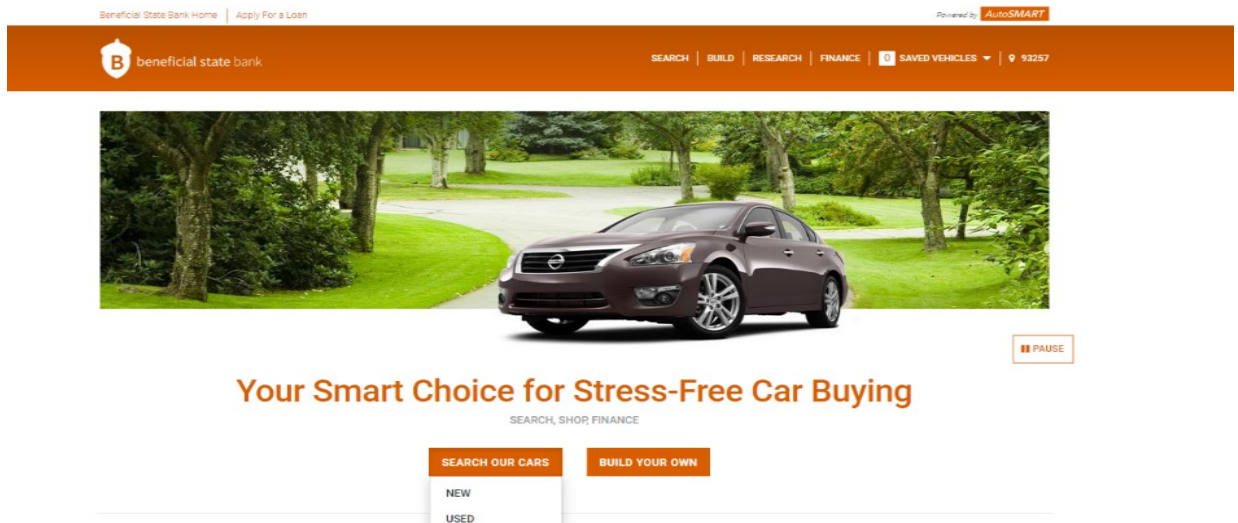 Beneficial State Bank Home | Apply For a Loan
Powered by AutoSMART
B beneficial state bank
SEARCH | BUILD | RESEARCH | FINANCE | 0 SAVED VEHICLES | 93257
PAUSE
Your Smart Choice for Stress-Free Car Buying
SEARCH, SHOP, FINANCE
SEARCH OUR CARS
BUILD YOUR OWN
NEW
USED